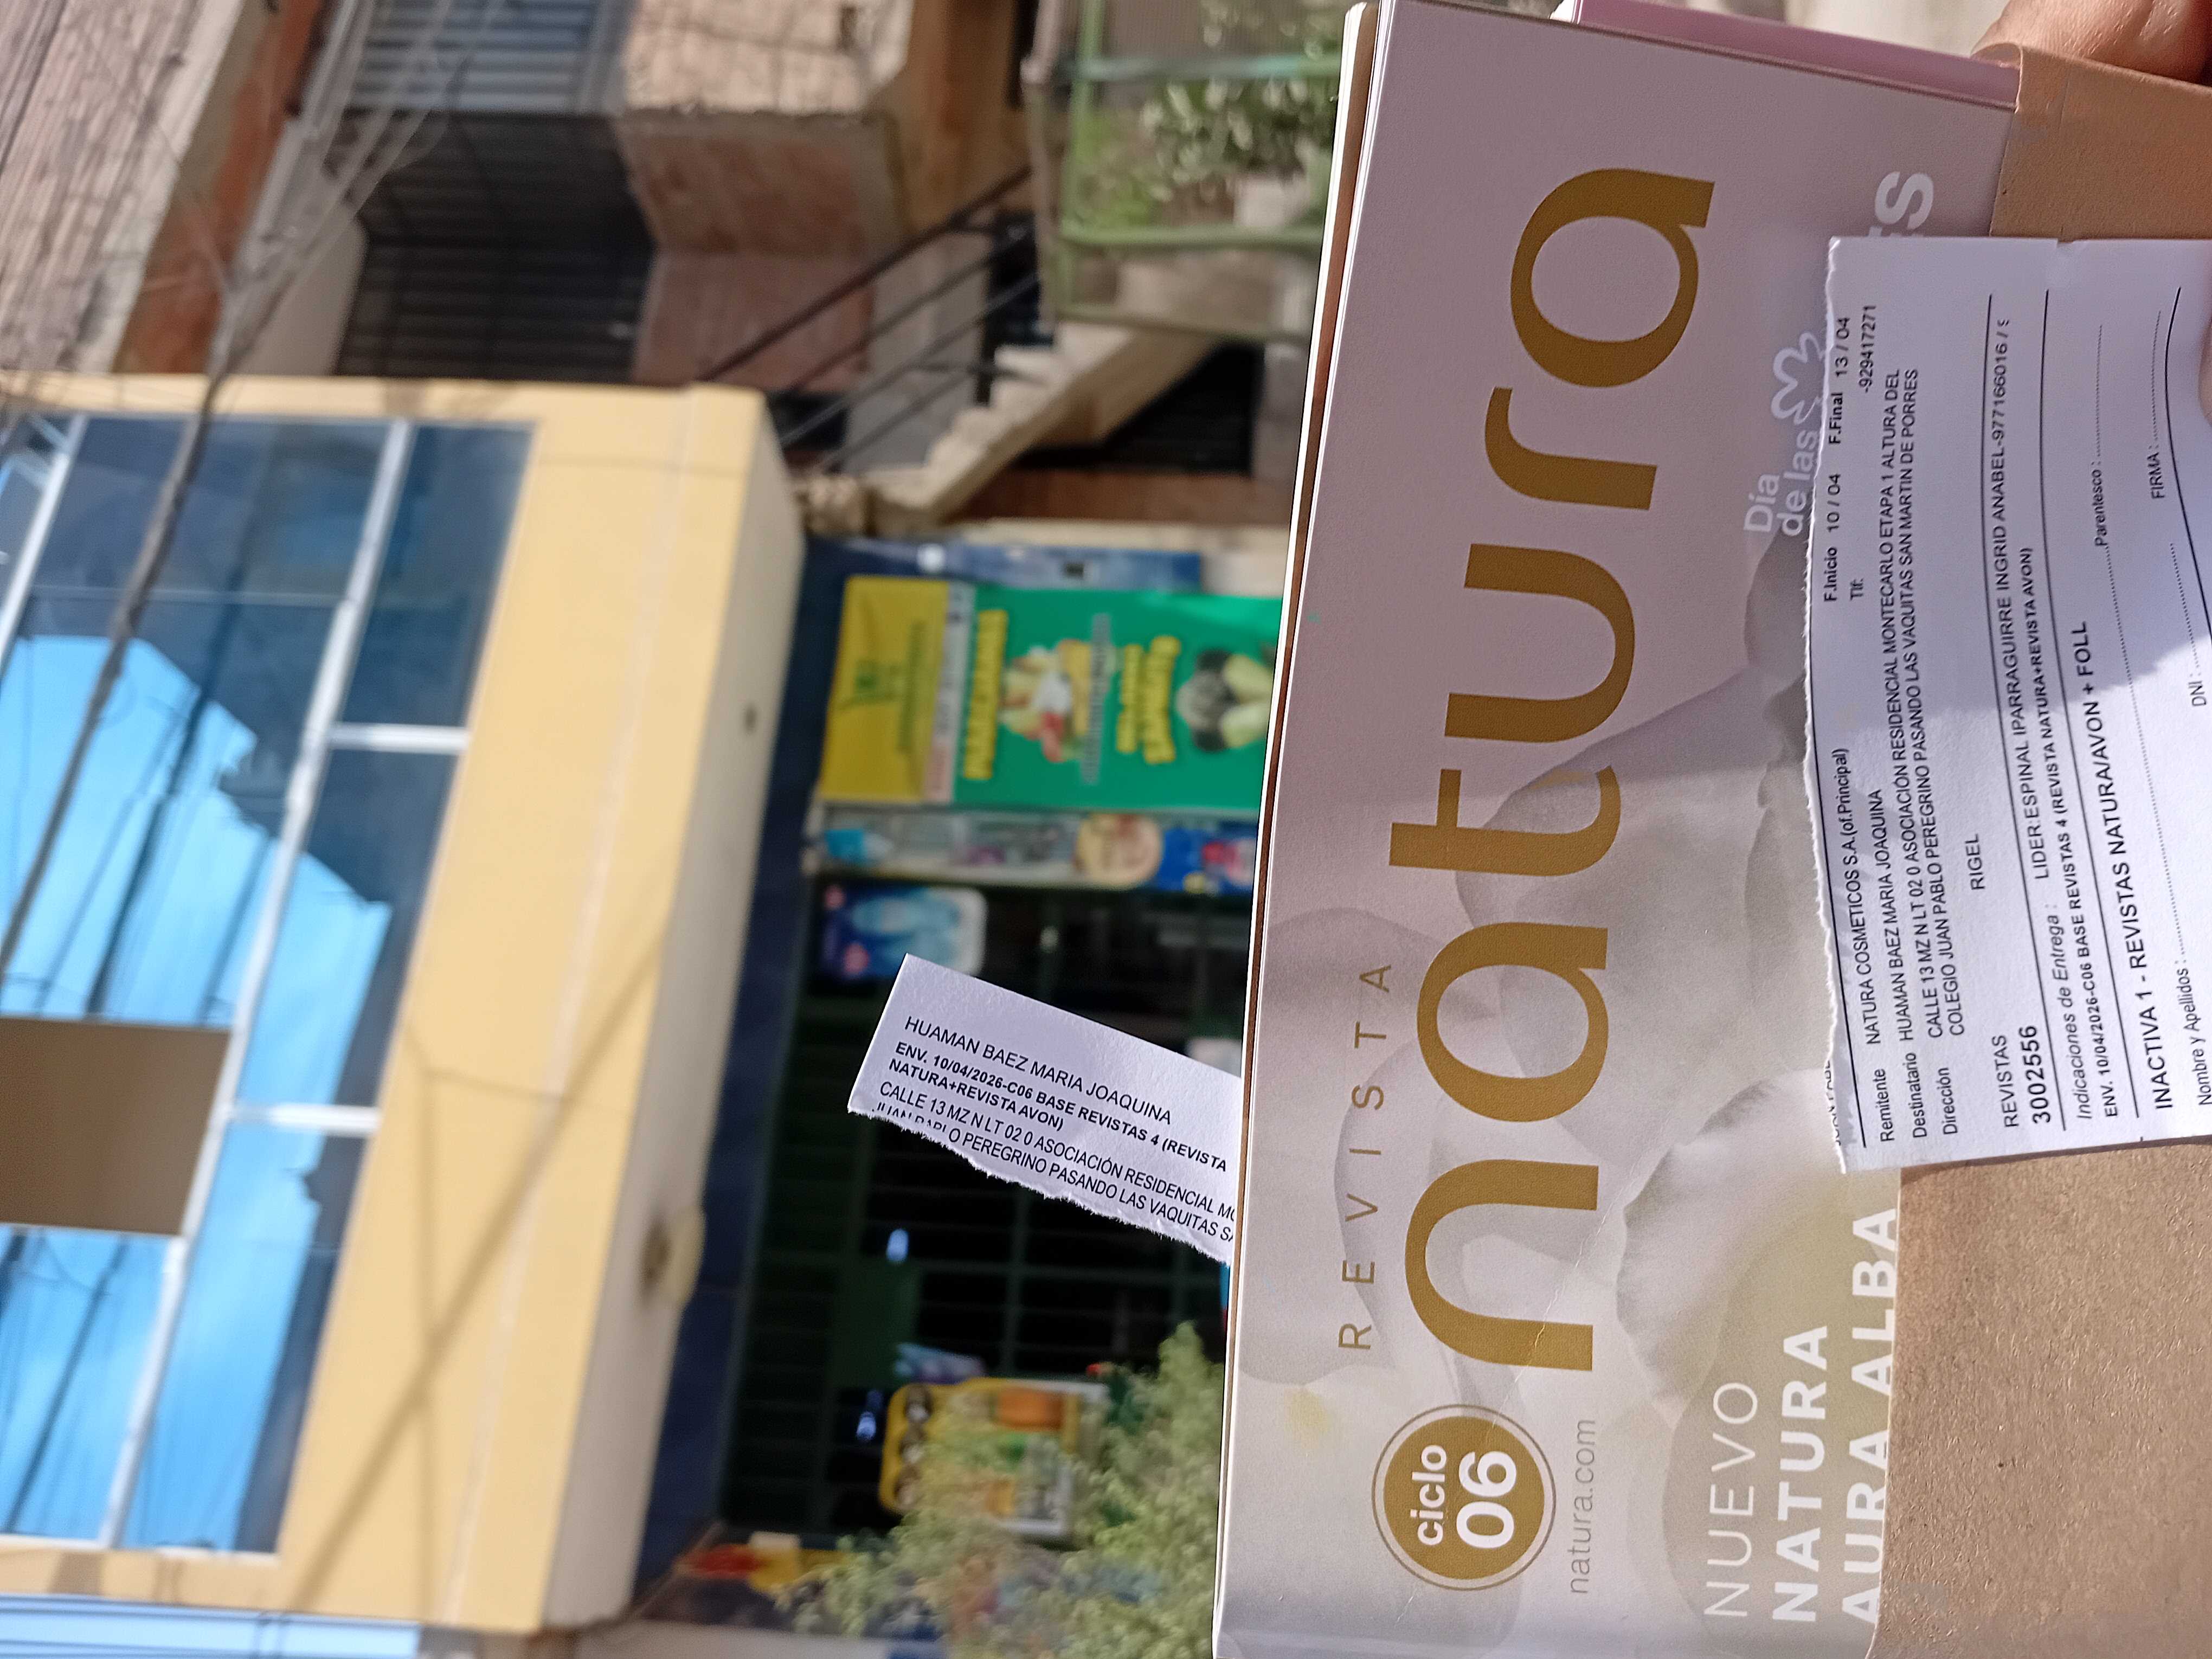 HUAMAN BAEZ MARIA JOAQUINA
ENV. 10/04/2026-C06 BASE REVISTAS 4 (REVISTA
NATURA+REVISTA AVON)
CALLE 13 MZ N LT 02 0 ASOCIACIÓN RESIDENCIAL
PEREGRINO PASANDO LAS VAQUITAS
REVISTA
natura
ciclo
06
natura.com
Día
de las
NUEVO
NATURA
AURA ALBA
F.Inicio 10 / 04 F.Final 13 / 04
Remitente NATURA COSMETICOS S.A.(of.Principal) Tlf: -929417271
Destinatario HUAMAN BAEZ MARIA JOAQUINA
Dirección CALLE 13 MZ N LT 02 0 ASOCIACIÓN RESIDENCIAL MONTECARLO ETAPA 1 ALTURA DEL
COLEGIO JUAN PABLO PEREGRINO PASANDO LAS VAQUITAS SAN MARTIN DE PORRES
RIGEL
REVISTAS
3002556 LIDER:ESPINAL IPARRAGUIRRE INGRID ANABEL-977166016 /
Indicaciones de Entrega :
ENV. 10/04/2026-C06 BASE REVISTAS 4 (REVISTA NATURA+REVISTA AVON)
INACTIVA 1 - REVISTAS NATURA/AVON + FOLL
Nombre y Apellidos : Parentesco :
DNI : FIRMA :